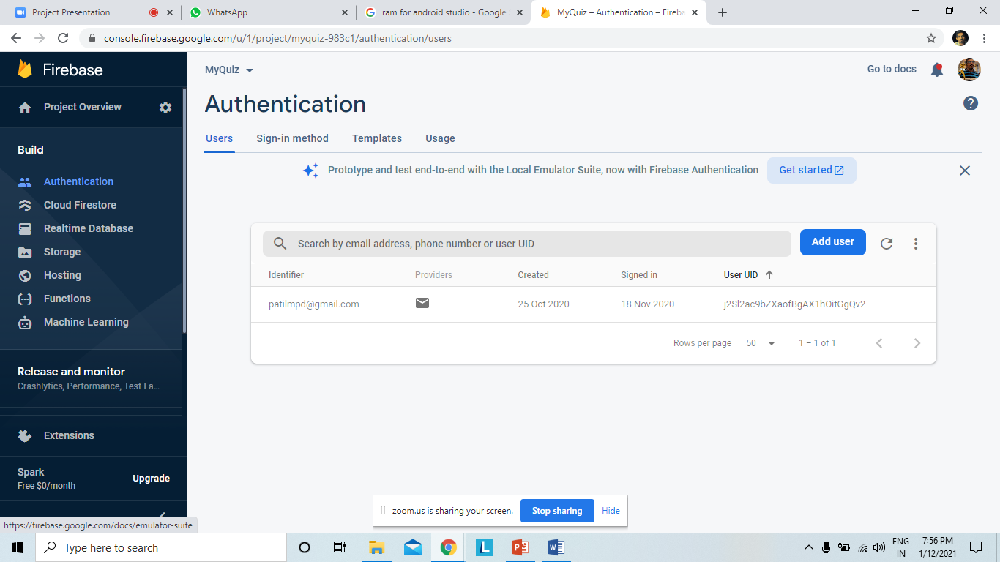 Project Presentation
WhatsApp
ram for android studio - Google
MyQuiz – Authentication – Fireba
console.firebase.google.com/u/1/project/myquiz-983c1/authentication/users
Firebase
MyQuiz
Go to docs
Project Overview
Authentication
Users
Sign-in method
Templates
Usage
Build
Prototype and test end-to-end with the Local Emulator Suite, now with Firebase Authentication
Get started
Authentication
Cloud Firestore
Realtime Database
Storage
Hosting
Functions
Machine Learning
Search by email address, phone number or user UID
Add user
Identifier
Providers
Created
Signed in
User UID
patilmpd@gmail.com
25 Oct 2020
18 Nov 2020
j2Sl2ac9bZXaofBgAX1hOitGgQv2
Rows per page
50
1 – 1 of 1
Release and monitor
Crashlytics, Performance, Test La...
Extensions
Spark
Free $0/month
Upgrade
zoom.us is sharing your screen.
Stop sharing
Hide
https://firebase.google.com/docs/emulator-suite
Type here to search
L
ENG
IN
7:56 PM
1/12/2021